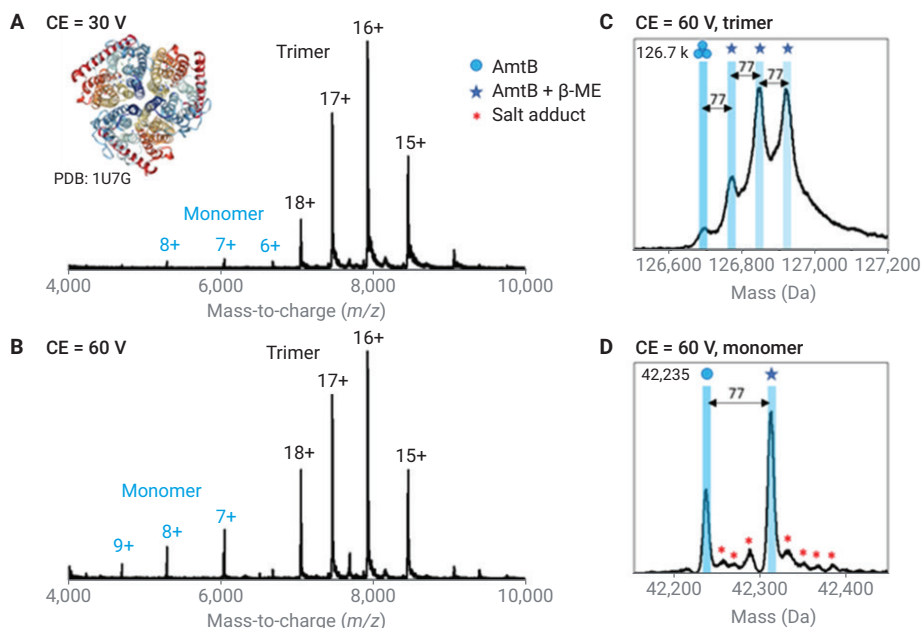 A CE = 30 V
PDB: 1U7G
Monomer
8+ 7+ 6+
Trimer
18+ 17+ 16+ 15+
4,000 6,000 8,000 10,000
Mass-to-charge (m/z)
AmtB
AmtB + β-ME
* Salt adduct
B CE = 60 V
Monomer
9+ 8+ 7+
Trimer
18+ 17+ 16+ 15+
4,000 6,000 8,000 10,000
Mass-to-charge (m/z)
C CE = 60 V, trimer
126.7 k
77 77 77
126,600 126,800 127,000 127,200
Mass (Da)
D CE = 60 V, monomer
42,235
77
* * * * * * *
42,200 42,300 42,400
Mass (Da)